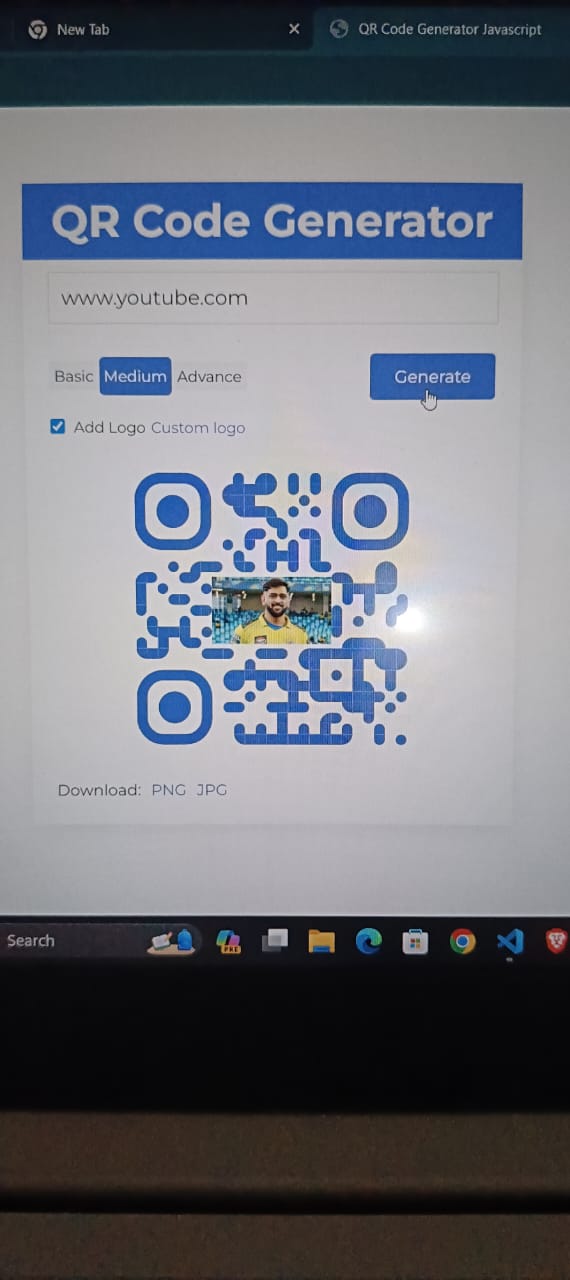 New Tab
QR Code Generator Javascript
QR Code Generator
www.youtube.com
Basic Medium Advance
Generate
Add Logo Custom logo
Download: PNG JPG
Search
PRE